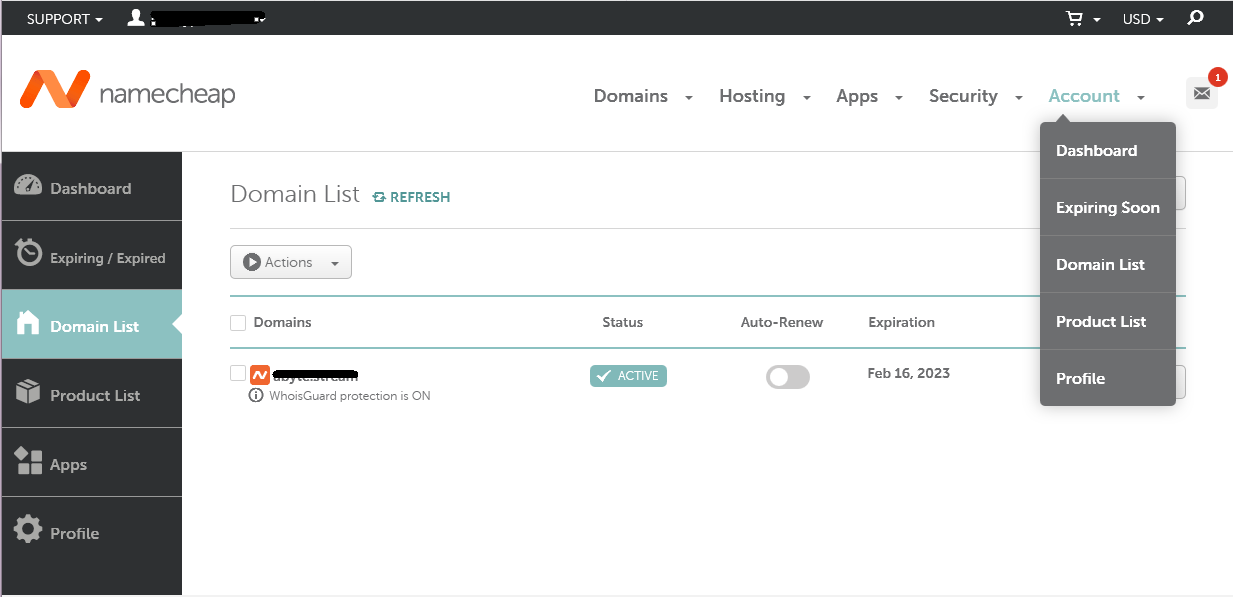 SUPPORT
USD
namecheap
Domains Hosting Apps Security Account
1
Dashboard
Expiring Soon
Domain List
Product List
Profile
Dashboard
Expiring / Expired
Domain List
Product List
Apps
Profile
Domain List REFRESH
Actions
Domains Status Auto-Renew Expiration
ACTIVE Feb 16, 2023
WhoisGuard protection is ON